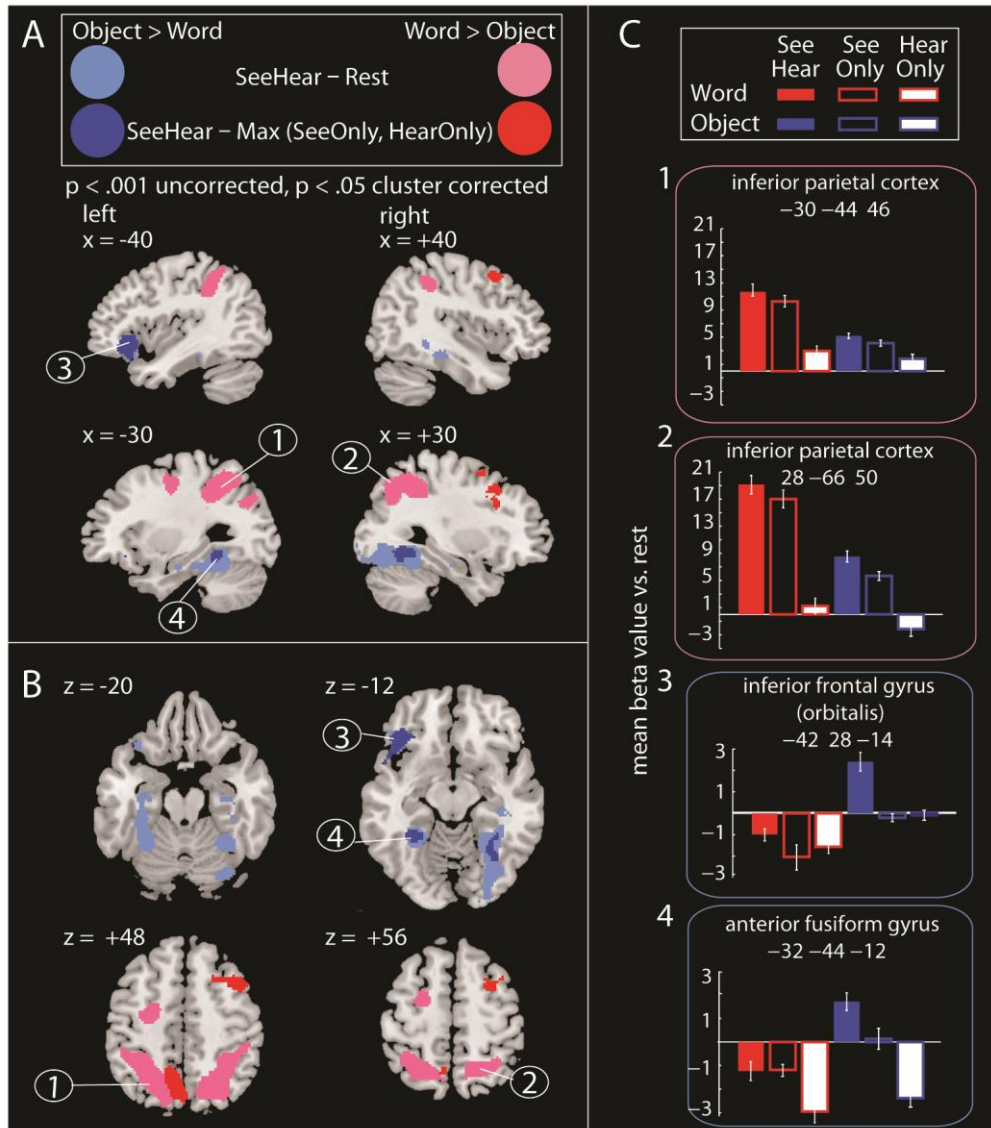 A
Object > Word
Word > Object
SeeHear – Rest
SeeHear – Max (SeeOnly, HearOnly)
p < .001 uncorrected, p < .05 cluster corrected
left
x = -40
right
x = +40
3
x = -30
1
x = +30
2
4
B
z = -20
z = -12
3
4
z = +48
z = +56
1
2
C
See Hear
See Only
Hear Only
Word
Object
mean beta value vs. rest
1
inferior parietal cortex
−30 −44 46
21
17
13
9
5
1
−3
2
inferior parietal cortex
28 −66 50
21
17
13
9
5
1
−3
3
inferior frontal gyrus
(orbitalis)
−42 28 −14
3
1
−1
−3
4
anterior fusiform gyrus
−32 −44 −12
3
1
−1
−3